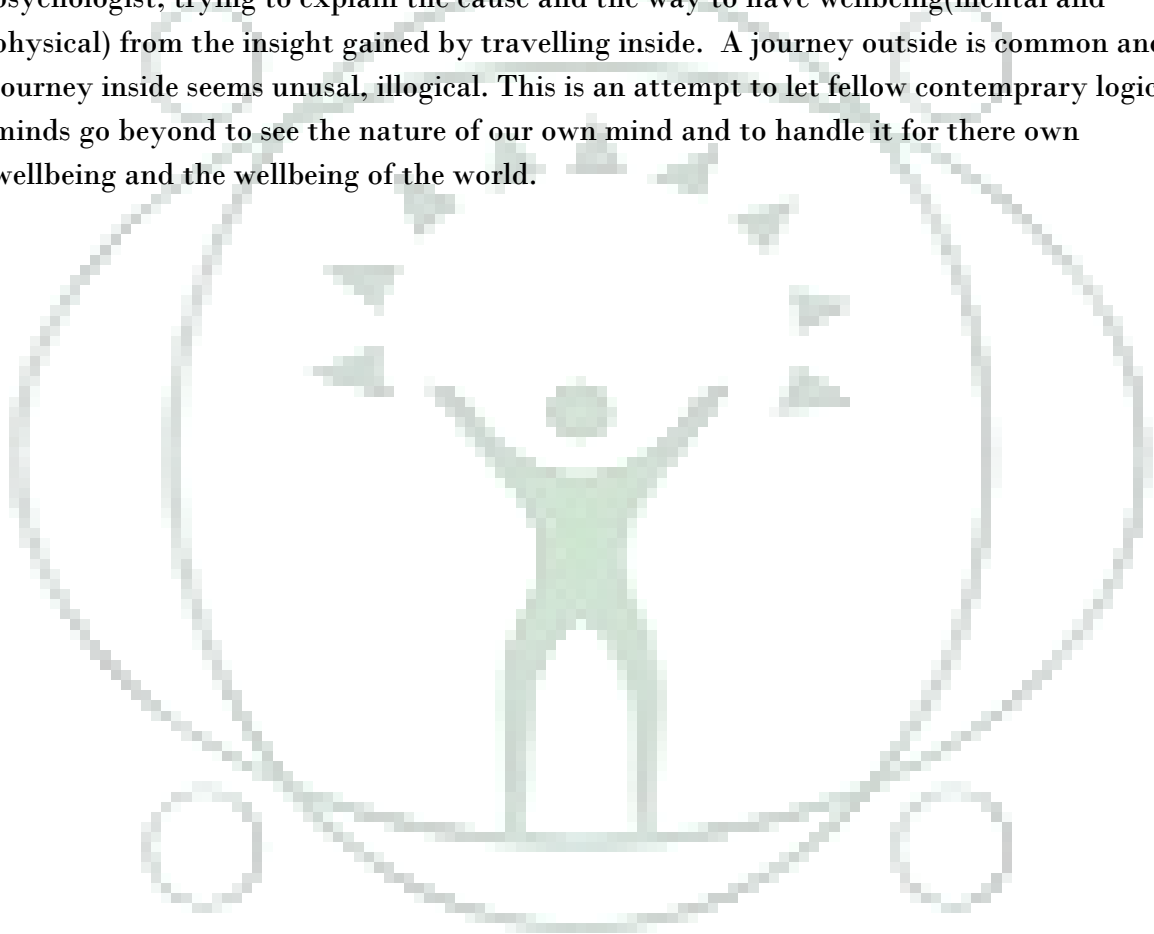 psychologist, trying to explain the cause and the way to have wellbeing(mental and
physical) from the insight gained by travelling inside.  A journey outside is common and
journey inside seems unusal, illogical. This is an attempt to let fellow contemprary logic
minds go beyond to see the nature of our own mind and to handle it for there own
wellbeing and the wellbeing of the world.